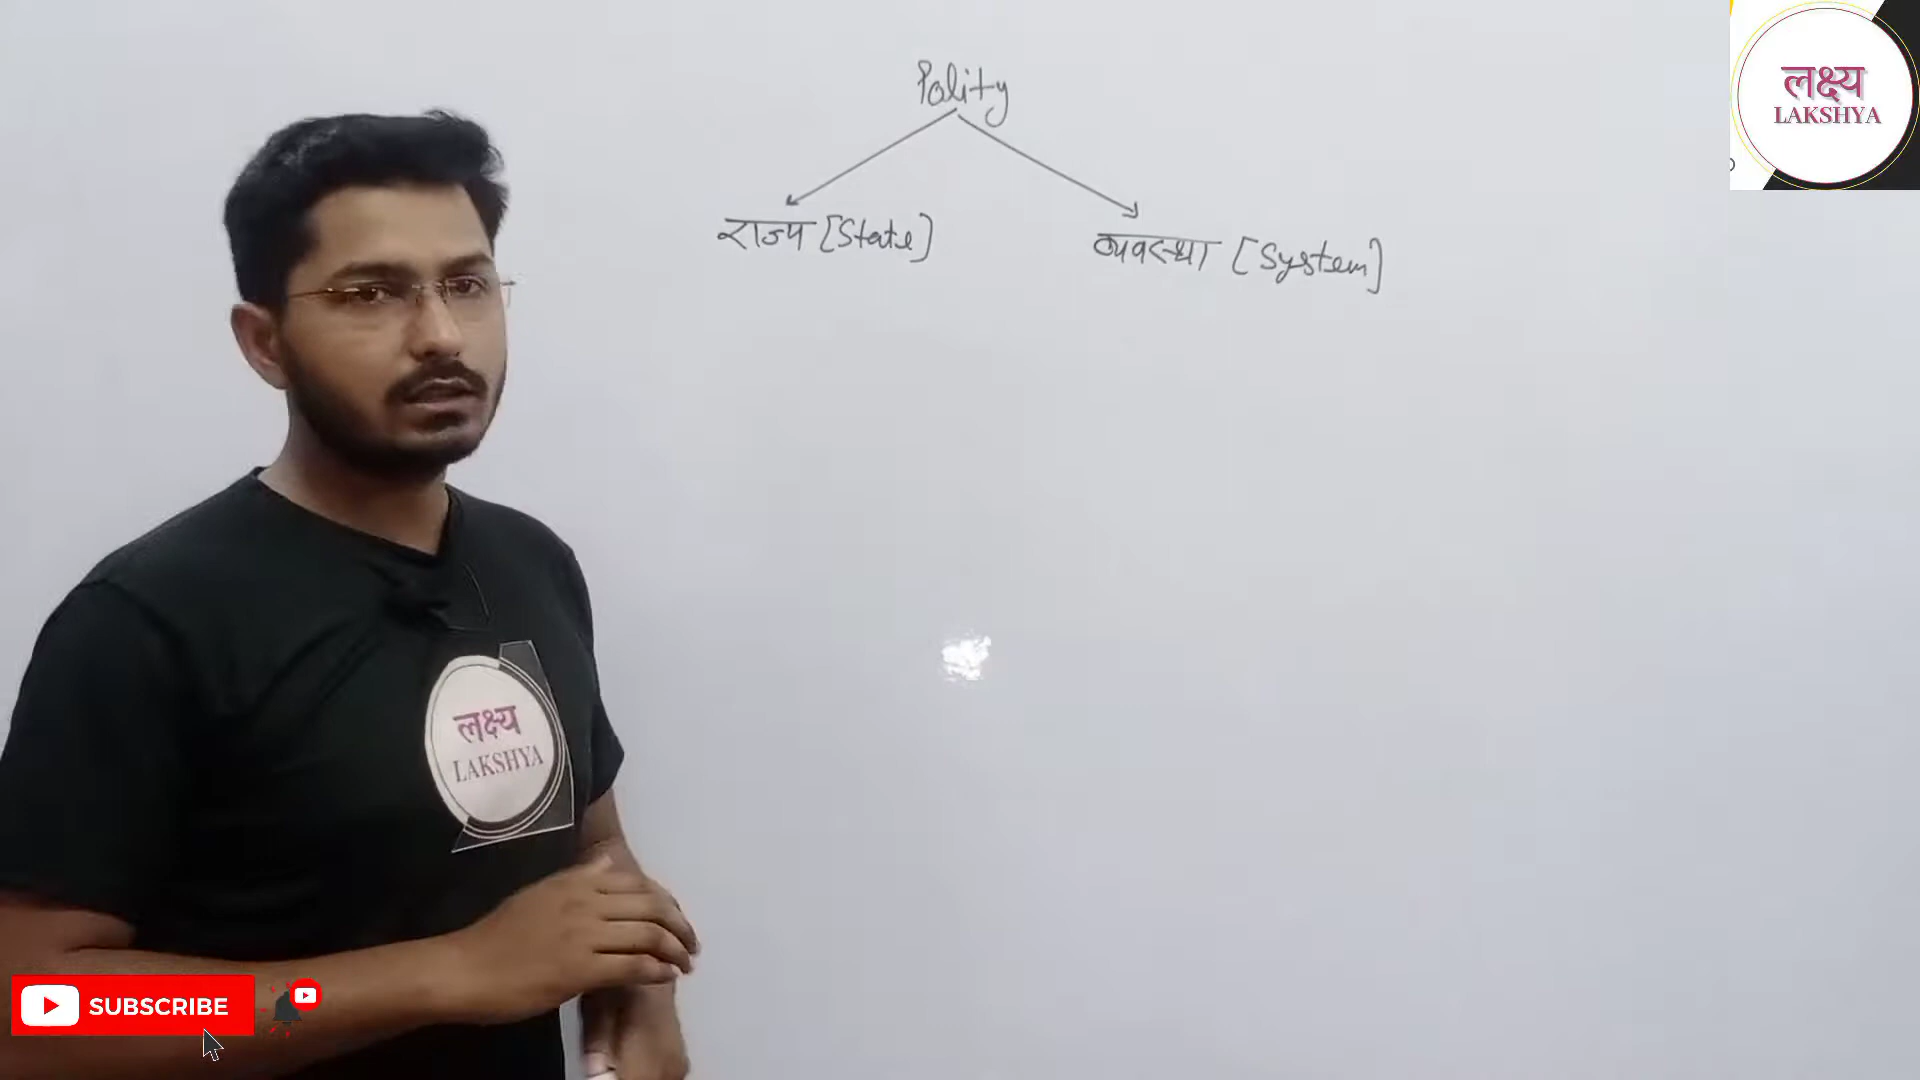 Polity
राज्य [State]
व्यवस्था [System]
लक्ष्य
LAKSHYA
लक्ष्य
LAKSHYA
SUBSCRIBE